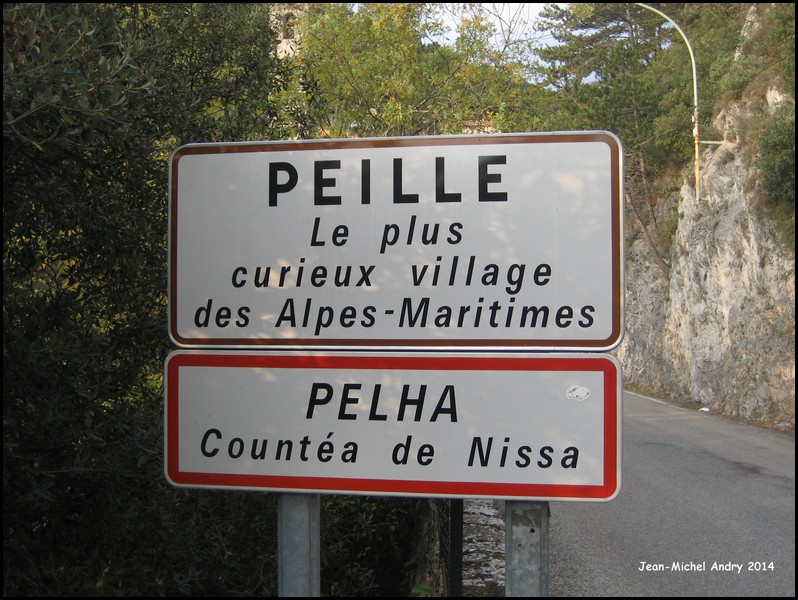 PEILLE
Le plus
curieux village
des Alpes-Maritimes
PELHA
Countéa de Nissa
Jean-Michel Andry 2014